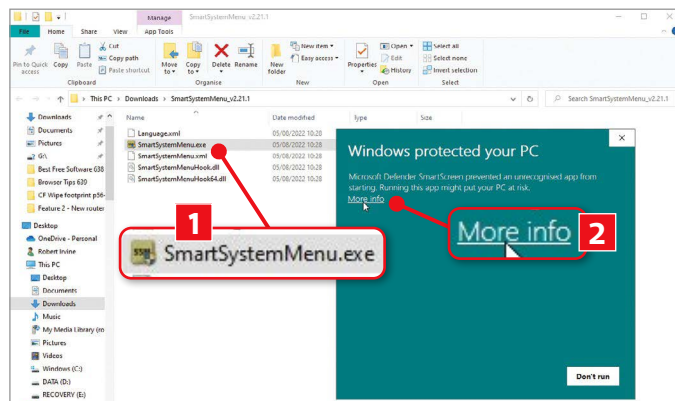 Manage
SmartSystemMenu_v2.21.1
File Home Share View App Tools
Pin to Quick access
Copy
Paste
Cut
Copy path
Paste shortcut
Clipboard
Move to
Copy to
Delete
Rename
Organise
New folder
New item
Easy access
New
Properties
Open
Edit
History
Open
Select all
Select none
Invert selection
Select
This PC > Downloads > SmartSystemMenu_v2.21.1
Search SmartSystemMenu_v2.21.1
Name Date modified Type Size
Language.xml 05/08/2022 10:28
SmartSystemMenu.exe 05/08/2022 10:28
SmartSystemMenu.xml 05/08/2022 10:28
SmartSystemMenuHook.dll 05/08/2022 10:28
SmartSystemMenuHook64.dll 05/08/2022 10:28
Downloads
Documents
Pictures
G:\
Best Free Software 638
Browser Tips 639
CF Wipe footprint p56-
Feature 2 - New router
Desktop
OneDrive - Personal
Robert Irvine
This PC
Desktop
Documents
Downloads
Music
My Media Library (ro
Pictures
Videos
Windows (C:)
DATA (D:)
RECOVERY (E:)
1
SSM
SmartSystemMenu.exe
Windows protected your PC
Microsoft Defender SmartScreen prevented an unrecognised app from
starting. Running this app might put your PC at risk.
More info
More info
2
Don't run